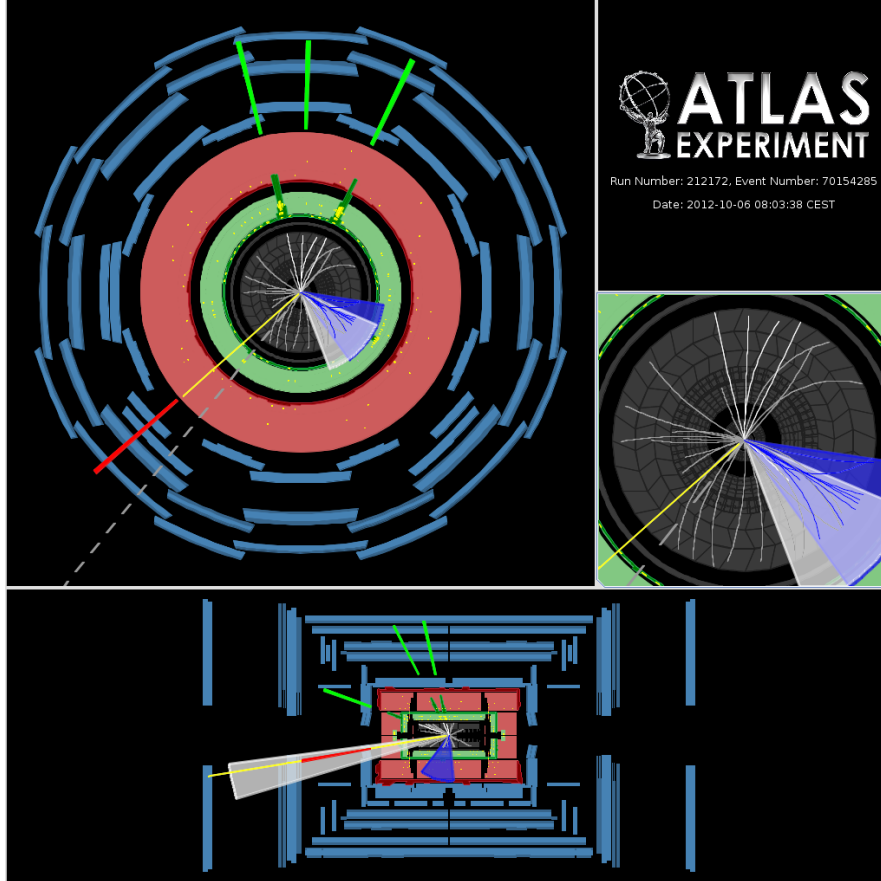 ATLAS
EXPERIMENT
Run Number: 212172, Event Number: 70154285
Date: 2012-10-06 08:03:38 CEST